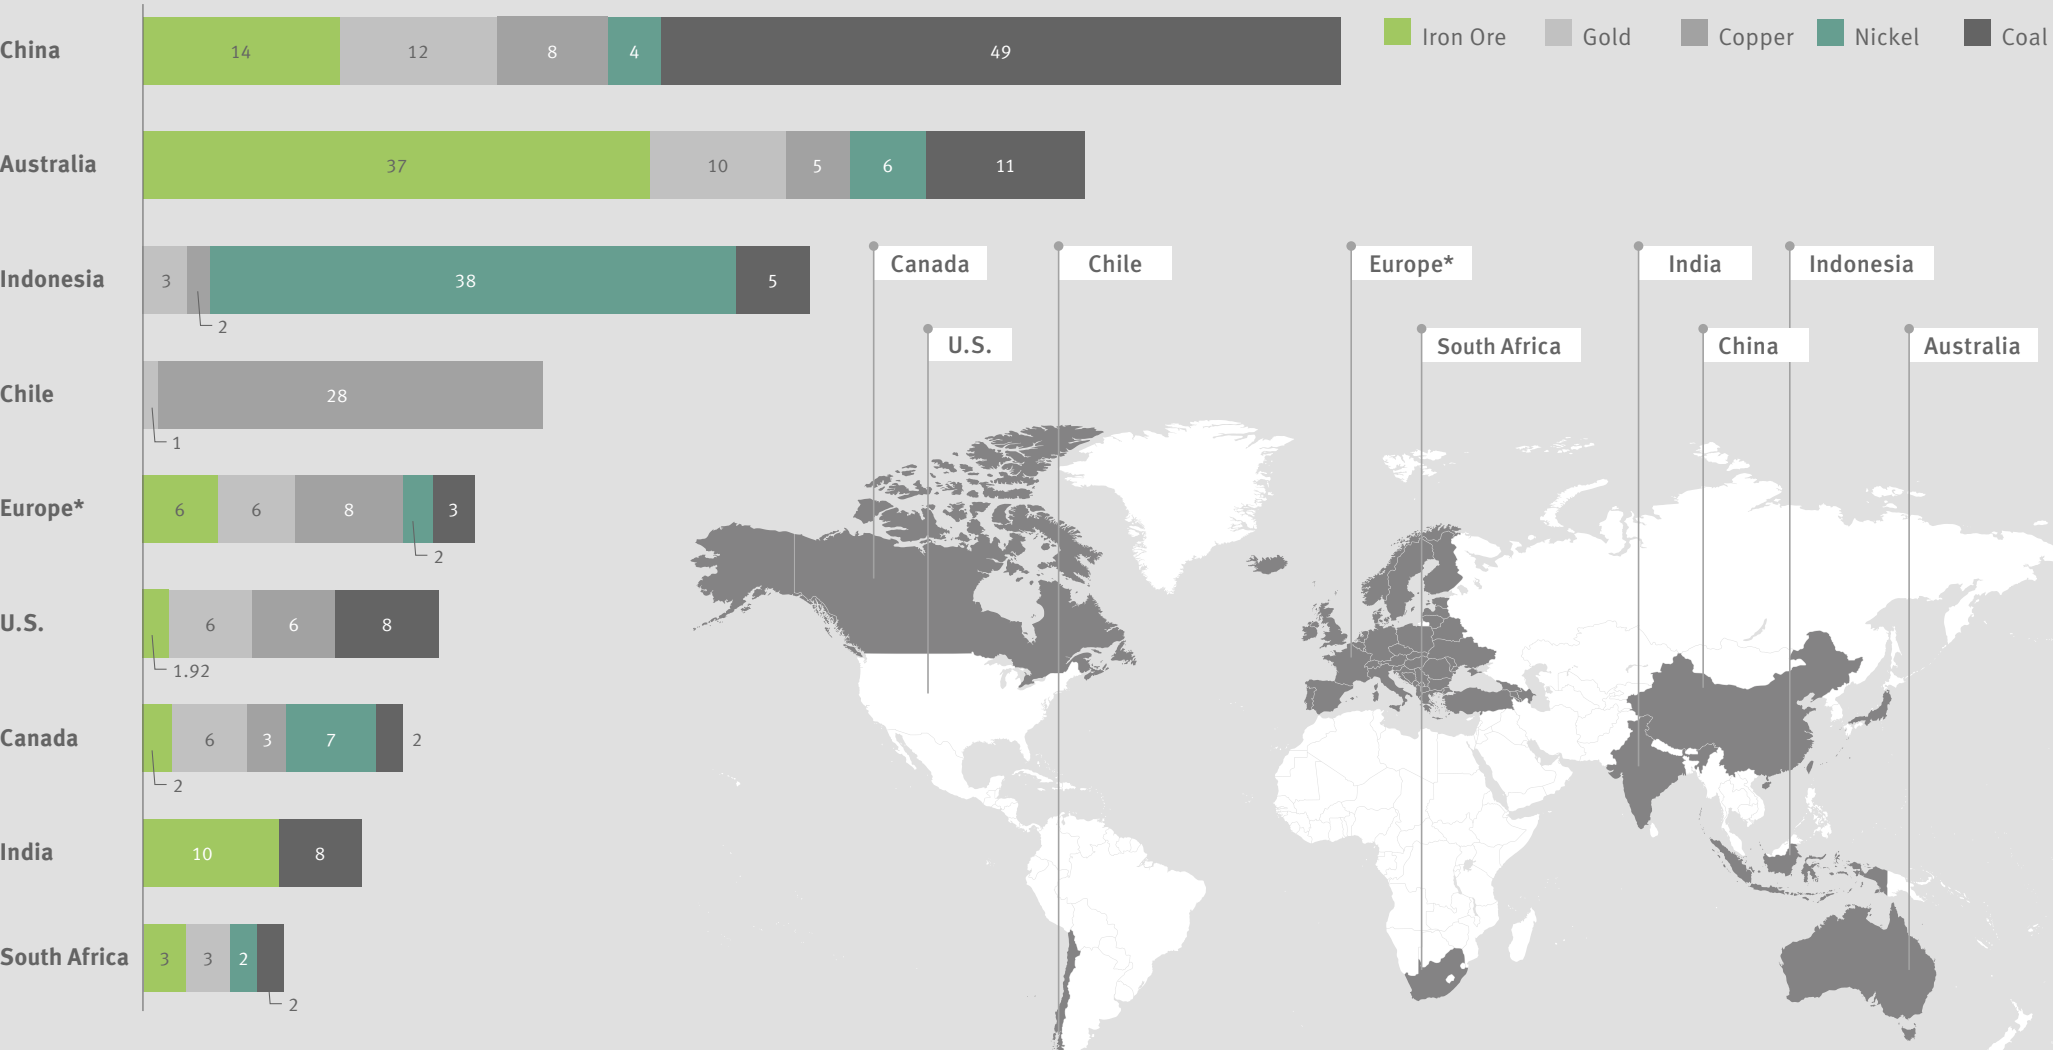 Iron Ore Gold Copper Nickel Coal
China 14 12 8 4 49
Australia 37 10 5 6 11
Indonesia 3 2 38 5
Chile 1 28
Europe* 6 6 8 2 3
U.S. 1.92 6 6 8
Canada 2 6 3 7 2
India 10 8
South Africa 3 3 2 2
Canada Chile Europe* India Indonesia
U.S. South Africa China Australia